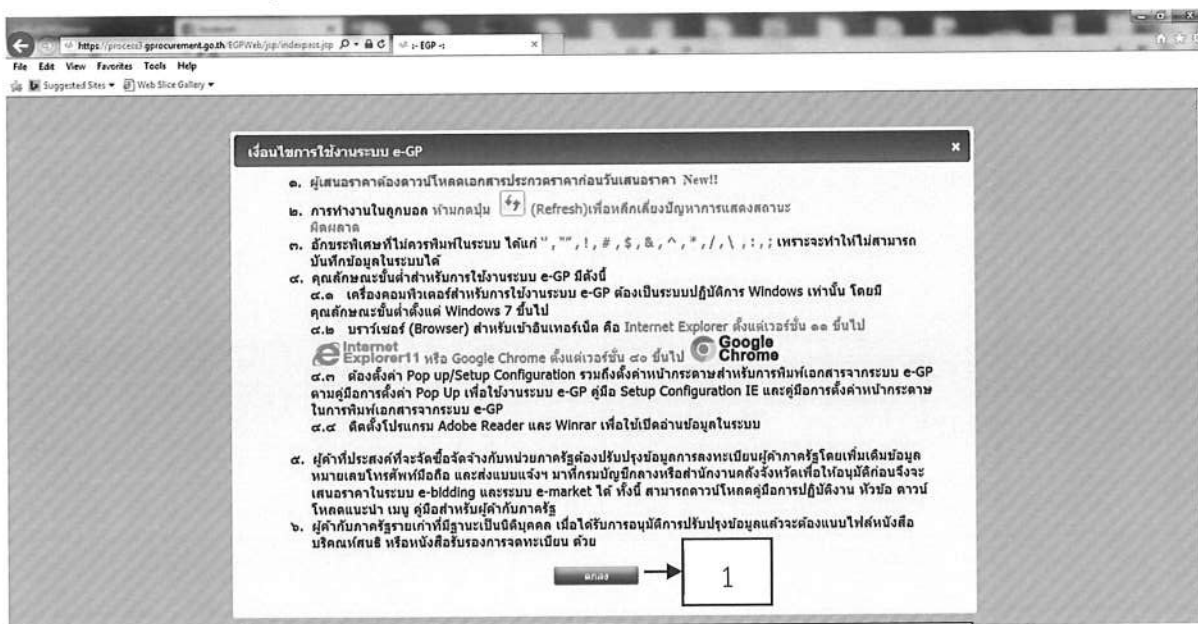 https://process3.gprocurement.go.th/EGPWeb/jsp/indexpast.jsp
:- EGP -:
File Edit View Favorites Tools Help
Suggested Sites Web Slice Gallery
เงื่อนไขการใช้งานระบบ e-GP
๑. ผู้เสนอราคาต้องดาวน์โหลดเอกสารประกวดราคาก่อนวันเสนอราคา New!!
๒. การทำงานในลูกบอล ห้ามกดปุ่ม (Refresh)เพื่อหลีกเลี่ยงปัญหาการแสดงสถานะ
ผิดพลาด
๓. อักขระพิเศษที่ไม่ควรพิมพ์ในระบบ ได้แก่ '' , "" , ! , # , $ , & , ^ , * , / , \ , : , ; เพราะจะทำให้ไม่สามารถ
บันทึกข้อมูลในระบบได้
๔. คุณลักษณะขั้นต่ำสำหรับการใช้งานระบบ e-GP มีดังนี้
๔.๑ เครื่องคอมพิวเตอร์สำหรับการใช้งานระบบ e-GP ต้องเป็นระบบปฏิบัติการ Windows เท่านั้น โดยมี
คุณลักษณะขั้นต่ำตั้งแต่ Windows 7 ขึ้นไป
๔.๒ บราว์เซอร์ (Browser) สำหรับเข้าอินเทอร์เน็ต คือ Internet Explorer ตั้งแต่เวอร์ชั่น ๑๑ ขึ้นไป
Internet Explorer11 หรือ Google Chrome ตั้งแต่เวอร์ชั่น ๔๐ ขึ้นไป Google Chrome
๔.๓ ต้องตั้งค่า Pop up/Setup Configuration รวมถึงตั้งค่าหน้ากระดาษสำหรับการพิมพ์เอกสารจากระบบ e-GP
ตามคู่มือการตั้งค่า Pop Up เพื่อใช้งานระบบ e-GP คู่มือ Setup Configuration IE และคู่มือการตั้งค่าหน้ากระดาษ
ในการพิมพ์เอกสารจากระบบ e-GP
๔.๔ ติดตั้งโปรแกรม Adobe Reader และ Winrar เพื่อใช้เปิดอ่านข้อมูลในระบบ
๕. ผู้ค้าที่ประสงค์ที่จะจัดซื้อจัดจ้างกับหน่วยภาครัฐต้องปรับปรุงข้อมูลการลงทะเบียนผู้ค้าภาครัฐโดยเพิ่มเติมข้อมูล
หมายเลขโทรศัพท์มือถือ และส่งแบบแจ้งฯ มาที่กรมบัญชีกลางหรือสำนักงานคลังจังหวัดเพื่อให้อนุมัติก่อนจึงจะ
เสนอราคาในระบบ e-bidding และระบบ e-market ได้ ทั้งนี้ สามารถดาวน์โหลดคู่มือการปฏิบัติงาน หัวข้อ ดาวน์
โหลดแนะนำ เมนู คู่มือสำหรับผู้ค้ากับภาครัฐ
๖. ผู้ค้ากับภาครัฐรายเก่าที่มีฐานะเป็นนิติบุคคล เมื่อได้รับการอนุมัติการปรับปรุงข้อมูลแล้วจะต้องแนบไฟล์หนังสือ
บริคณห์สนธิ หรือหนังสือรับรองการจดทะเบียน ด้วย
ตกลง
1